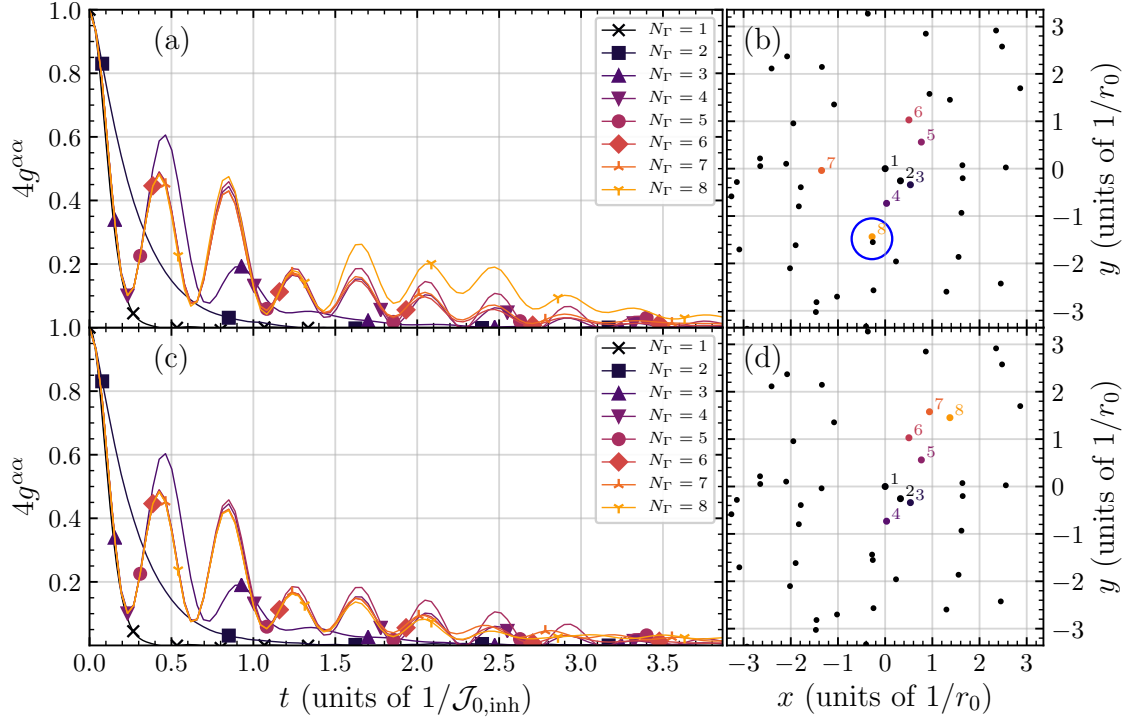 (a)
4g^{αα}
1.0
0.8
0.6
0.4
0.2
N_Γ = 1
N_Γ = 2
N_Γ = 3
N_Γ = 4
N_Γ = 5
N_Γ = 6
N_Γ = 7
N_Γ = 8
(b)
1
2
3
4
5
6
7
8
3
2
1
0
−1
−2
−3
y (units of 1/r_0)
(c)
4g^{αα}
1.0
0.8
0.6
0.4
0.2
N_Γ = 1
N_Γ = 2
N_Γ = 3
N_Γ = 4
N_Γ = 5
N_Γ = 6
N_Γ = 7
N_Γ = 8
0.0
0.5
1.0
1.5
2.0
2.5
3.0
3.5
t (units of 1/𝒥_{0,inh})
(d)
1
2
3
4
5
6
7
8
3
2
1
0
−1
−2
−3
y (units of 1/r_0)
−3
−2
−1
0
1
2
3
x (units of 1/r_0)